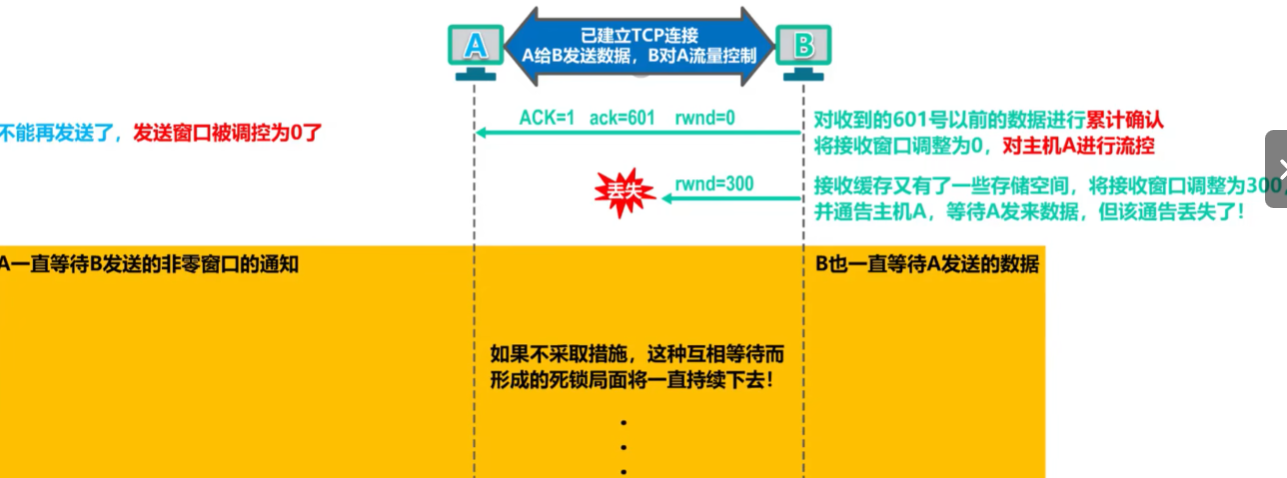 已建立TCP连接
A给B发送数据，B对A流量控制
A
B
不能再发送了，发送窗口被调控为0了
ACK=1 ack=601 rwnd=0
对收到的601号以前的数据进行累计确认
将接收窗口调整为0，对主机A进行流控
丢失
rwnd=300
接收缓存又有了一些存储空间，将接收窗口调整为300，
并通告主机A，等待A发来数据，但该通告丢失了！
A一直等待B发送的非零窗口的通知
B也一直等待A发送的数据
如果不采取措施，这种互相等待而
形成的死锁局面将一直持续下去！